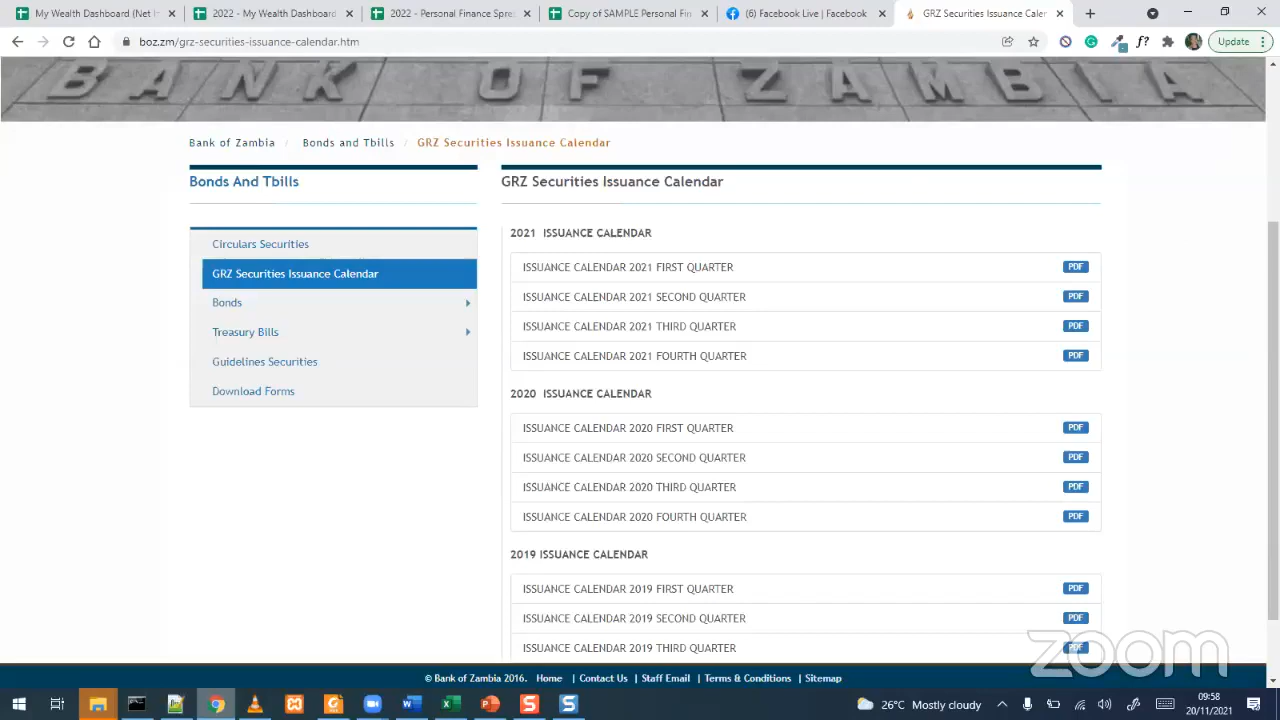 My Wealth Dashboard (Net
2022 - My Wealth Dashboard
2022 - Personal Finance Spre
Copy of SAMPLE Personal Fin
(6) Facebook Live | Facebook
GRZ Securities Issuance Calen
boz.zm/grz-securities-issuance-calendar.htm
f?
Update
BANK OF ZAMBIA
Bank of Zambia / Bonds and Tbills / GRZ Securities Issuance Calendar
Bonds And Tbills
Circulars Securities
GRZ Securities Issuance Calendar
Bonds
Treasury Bills
Guidelines Securities
Download Forms
GRZ Securities Issuance Calendar
2021 ISSUANCE CALENDAR
ISSUANCE CALENDAR 2021 FIRST QUARTER PDF
ISSUANCE CALENDAR 2021 SECOND QUARTER PDF
ISSUANCE CALENDAR 2021 THIRD QUARTER PDF
ISSUANCE CALENDAR 2021 FOURTH QUARTER PDF
2020 ISSUANCE CALENDAR
ISSUANCE CALENDAR 2020 FIRST QUARTER PDF
ISSUANCE CALENDAR 2020 SECOND QUARTER PDF
ISSUANCE CALENDAR 2020 THIRD QUARTER PDF
ISSUANCE CALENDAR 2020 FOURTH QUARTER PDF
2019 ISSUANCE CALENDAR
ISSUANCE CALENDAR 2019 FIRST QUARTER PDF
ISSUANCE CALENDAR 2019 SECOND QUARTER PDF
ISSUANCE CALENDAR 2019 THIRD QUARTER PDF
zoom
© Bank of Zambia 2016. Home | Contact Us | Staff Email | Terms & Conditions | Sitemap
26°C Mostly cloudy
09:58
20/11/2021